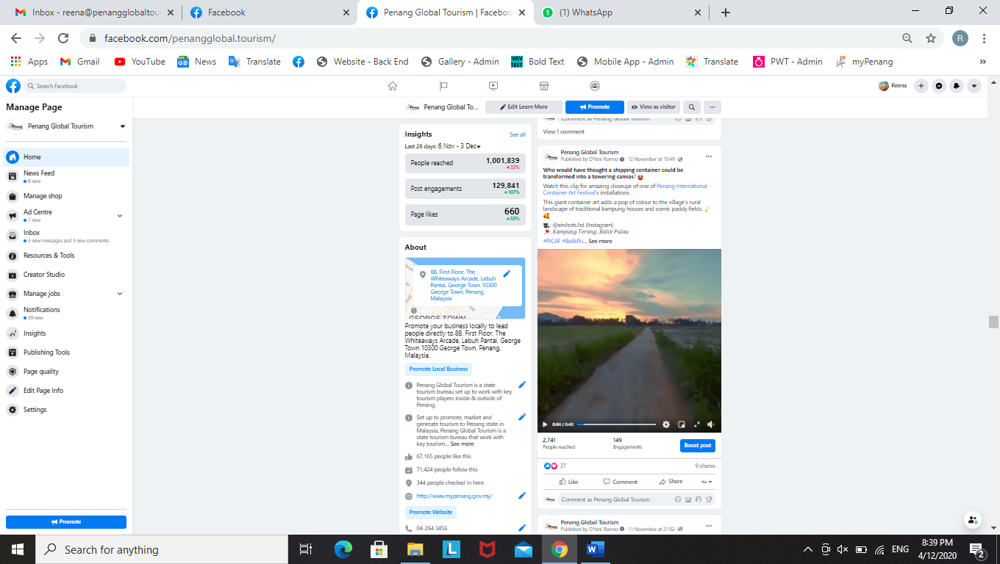 Inbox - reena@penangglobaltou
Facebook
Penang Global Tourism | Faceboo
(1) WhatsApp
facebook.com/penangglobal.tourism/
R
Apps
Gmail
YouTube
News
Translate
Website - Back End
Gallery - Admin
YAY TEXT
Bold Text
Mobile App - Admin
Translate
PWT - Admin
myPenang
Search Facebook
Reena
Manage Page
Penang Global Tourism
Home
News Feed
8 new
Manage shop
Ad Centre
1 new
Inbox
3 new messages and 3 new comments
Resources & Tools
Creator Studio
Manage jobs
Notifications
39 new
Insights
Publishing Tools
Page quality
Edit Page Info
Settings
Promote
Penang Global To...
Edit Learn More
Promote
View as visitor
Insights
See all
Last 28 days: 6 Nov - 3 Dec
People reached
1,001,839
32%
Post engagements
129,841
107%
Page likes
660
50%
About
8B, First Floor, The
Whiteaways Arcade, Lebuh
Pantai, George Town 10300
George Town, Penang,
Malaysia
GEORGE TOWN
Promote your business locally to lead
people directly to 8B, First Floor, The
Whiteaways Arcade, Lebuh Pantai, George
Town 10300 George Town, Penang,
Malaysia.
Promote Local Business
Penang Global Tourism is a state
tourism bureau set up to work with key
tourism players inside & outside of
Penang.
Set up to promote, market and
generate tourism to Penang state in
Malaysia, Penang Global Tourism is a
state tourism bureau that work with
key tourism... See more
67,165 people like this
71,424 people follow this
344 people checked in here
http://www.mypenang.gov.my/
Promote Website
04-264 3456
Comment as Penang Global Tourism
View 1 comment
Penang Global Tourism
Published by D'Yani Ramoo · 12 November at 10:49 ·
Who would have thought a shipping container could be
transformed into a towering canvas? 🤩
Watch this clip for amazing closeups of one of Penang International
Container Art Festival's installations.
This giant container art adds a pop of colour to the village's rural
landscape of traditional kampung houses and scenic paddy fields. 🌾
🥰
🎥: @airshots.hd (Instagram)
📍: Kampung Terang, Balik Pulau
#PICAF #BalikPu... See more
0:04 / 0:40
2,741
People reached
149
Engagements
Boost post
37
9 shares
Like
Comment
Share
Comment as Penang Global Tourism
Penang Global Tourism
Published by D'Yani Ramoo · 11 November at 21:02 ·
Search for anything
L
W
ENG
8:39 PM
4/12/2020
2